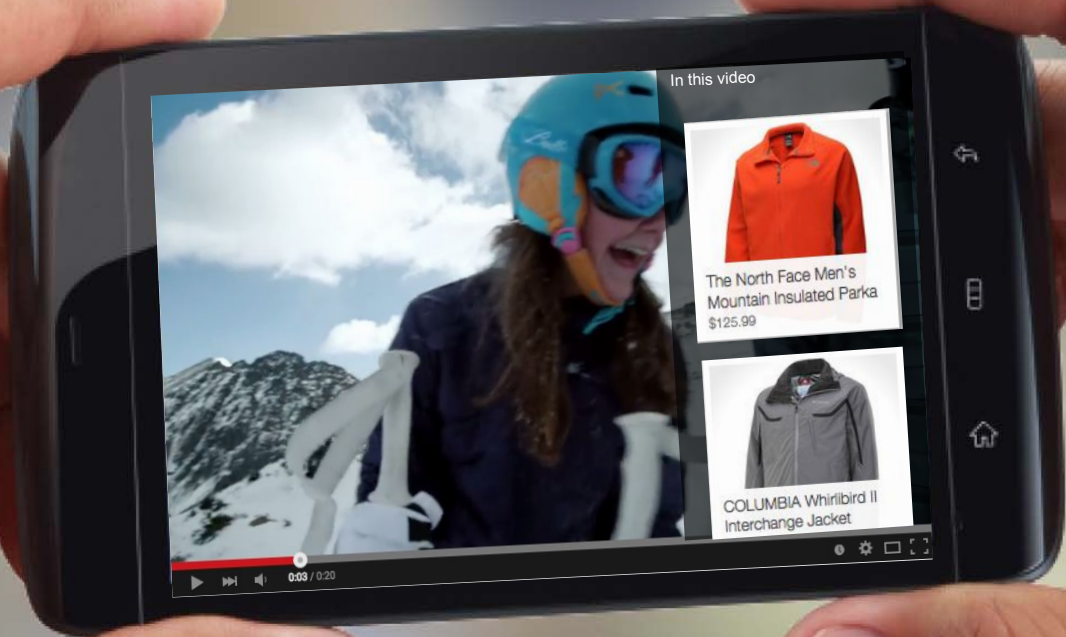 In this video
The North Face Men's
Mountain Insulated Parka
$125.99
COLUMBIA Whirlibird II
Interchange Jacket
0:03 / 0:20